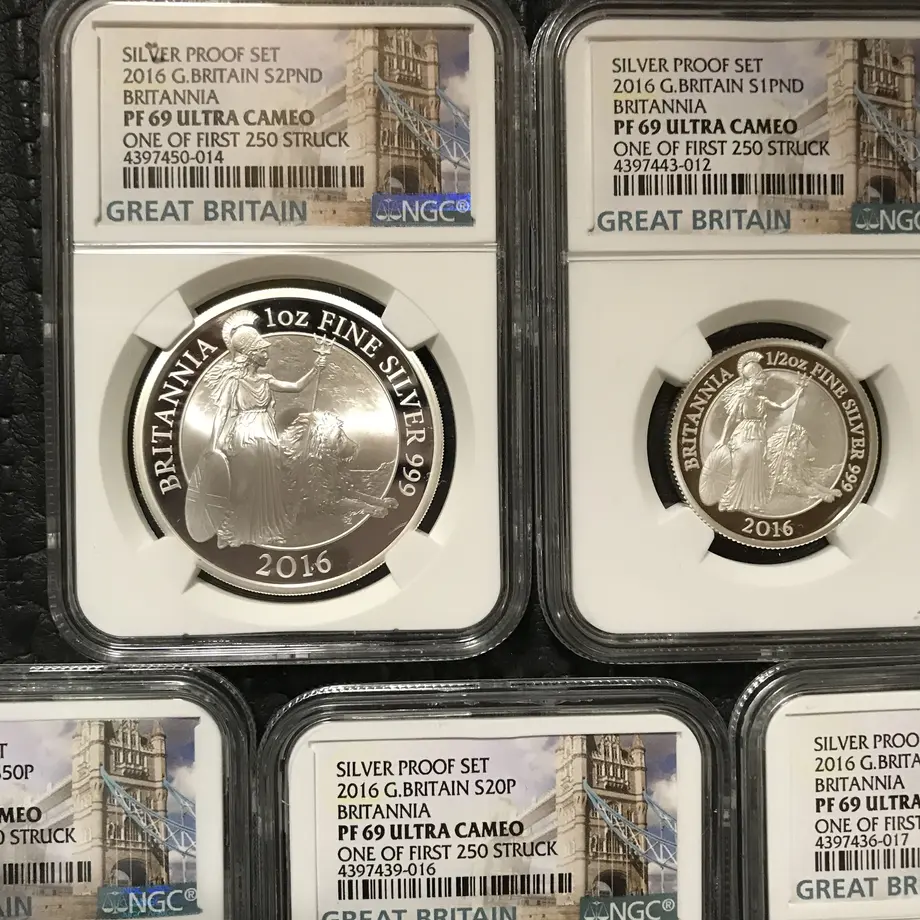 SILVER PROOF SET
2016 G.BRITAIN S2PND
BRITANNIA
PF 69 ULTRA CAMEO
ONE OF FIRST 250 STRUCK
4397450-014
GREAT BRITAIN
NGC®
BRITANNIA 1oz FINE SILVER 999
2016
SILVER PROOF SET
2016 G.BRITAIN S1PND
BRITANNIA
PF 69 ULTRA CAMEO
ONE OF FIRST 250 STRUCK
4397443-012
GREAT BRITAIN
NGC
BRITANNIA 1/2oz FINE SILVER 999
2016
T
50P
MEO
STRUCK
NGC®
SILVER PROOF SET
2016 G.BRITAIN S20P
BRITANNIA
PF 69 ULTRA CAMEO
ONE OF FIRST 250 STRUCK
4397439-016
GREAT BRITAIN
NGC®
SILVER PROO
2016 G.BRITA
BRITANNIA
PF 69 ULTRA
ONE OF FIRST
4397436-017
GREAT BR